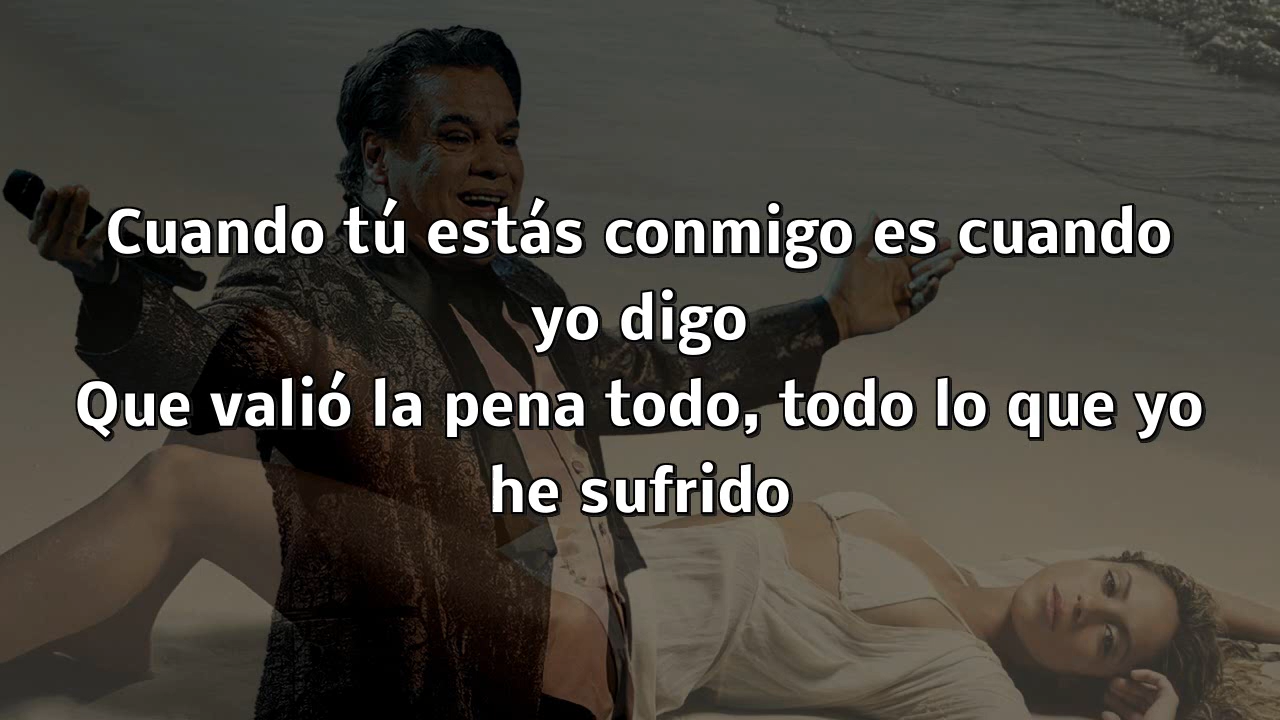 Cuando tú estás conmigo es cuando
yo digo
Que valió la pena todo, todo lo que yo
he sufrido